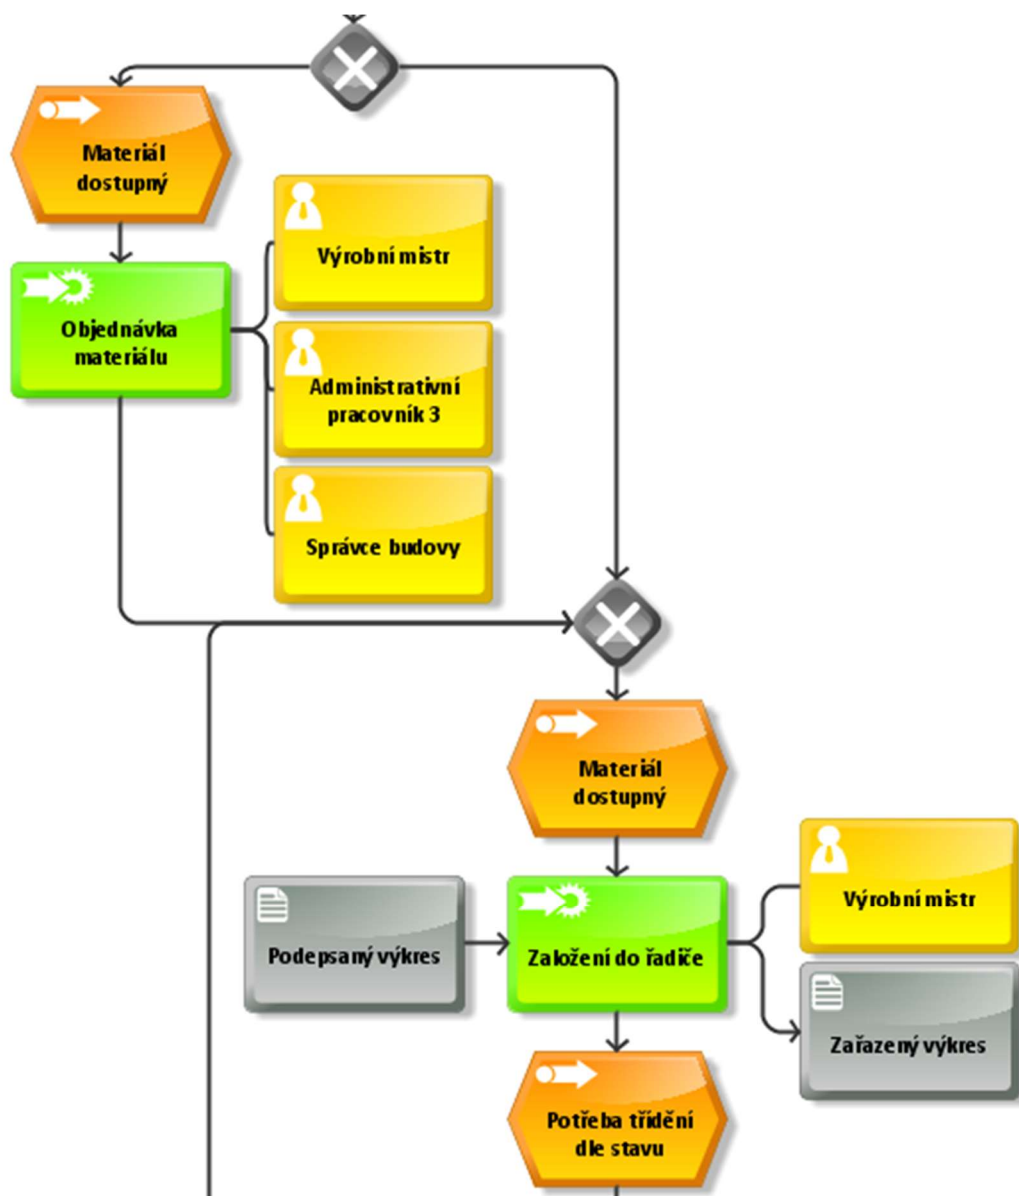 Materiál
dostupný
Výrobní mistr
Objednávka
materiálu
Administrativní
pracovník 3
Správce budovy
Materiál
dostupný
Výrobní mistr
Podepsaný výkres
Založení do řadiče
Zařazený výkres
Potřeba třídění
dle stavu